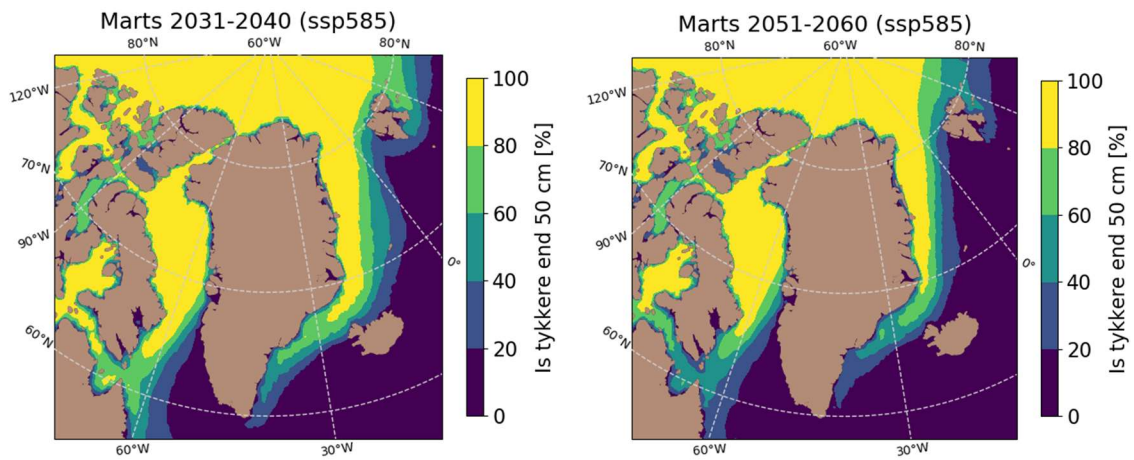 Marts 2031-2040 (ssp585)
80°N 60°W 80°N
120°W
70°N
90°W
60°N
0°
60°W 30°W
100
80
60
40
20
0
Is tykkere end 50 cm [%]
Marts 2051-2060 (ssp585)
80°N 60°W 80°N
120°W
70°N
90°W
60°N
0°
60°W 30°W
100
80
60
40
20
0
Is tykkere end 50 cm [%]